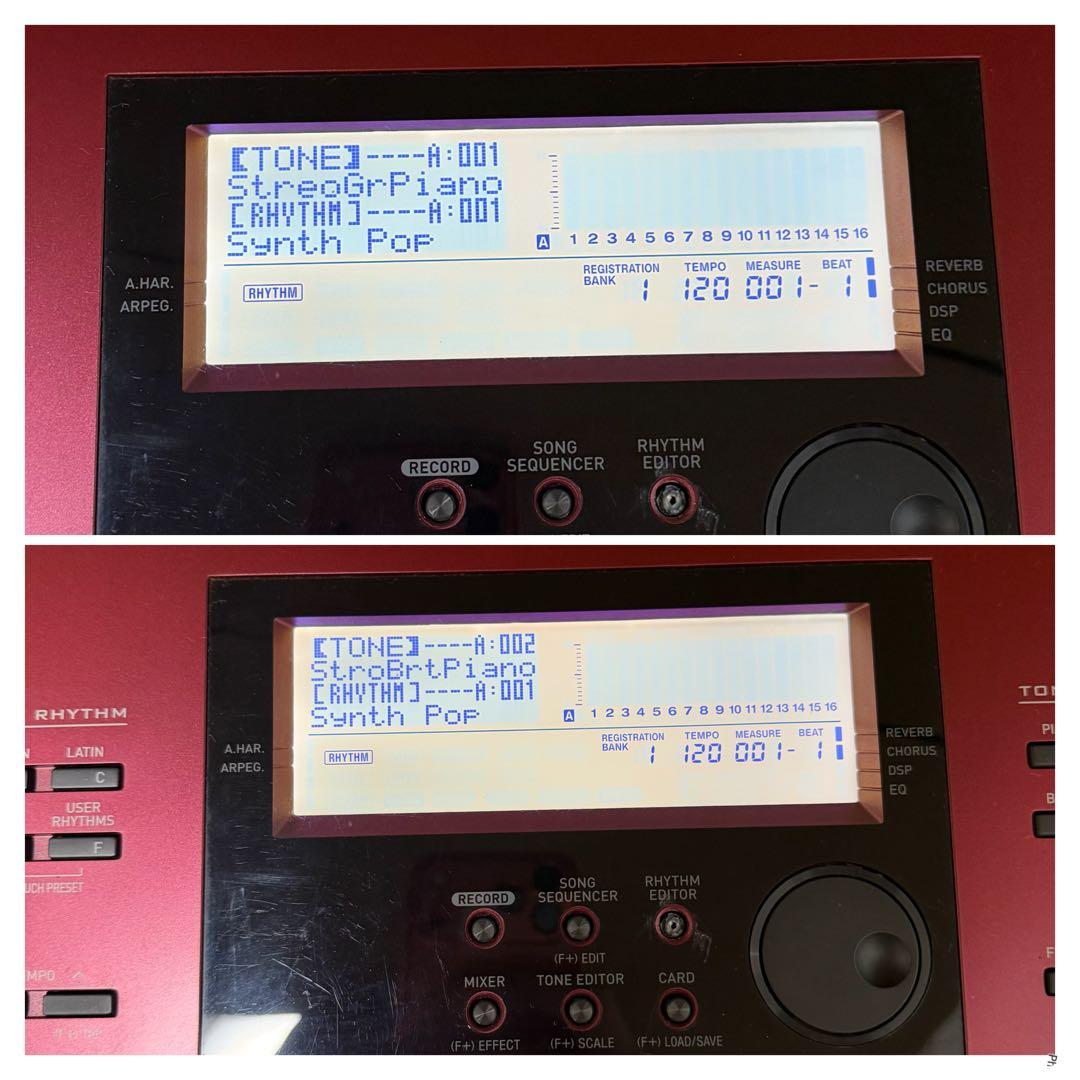 【TONE】----A:001
StreoGrPiano
[RHYTHM]----A:001
Synth Pop
A 1 2 3 4 5 6 7 8 9 10 11 12 13 14 15 16
RHYTHM
REGISTRATION BANK 1
TEMPO 120
MEASURE 001-
BEAT 1
A.HAR.
ARPEG.
REVERB
CHORUS
DSP
EQ
RECORD
SONG
SEQUENCER
RHYTHM
EDITOR
【TONE】----A:002
StroBrtPiano
[RHYTHM]----A:001
Synth Pop
A 1 2 3 4 5 6 7 8 9 10 11 12 13 14 15 16
RHYTHM
REGISTRATION BANK 1
TEMPO 120
MEASURE 001-
BEAT 1
A.HAR.
ARPEG.
REVERB
CHORUS
DSP
EQ
RHYTHM
LATIN
C
USER
RHYTHMS
F
UCH PRESET
MPO
RECORD
SONG
SEQUENCER
(F+) EDIT
RHYTHM
EDITOR
MIXER
(F+) EFFECT
TONE EDITOR
(F+) SCALE
CARD
(F+) LOAD/SAVE